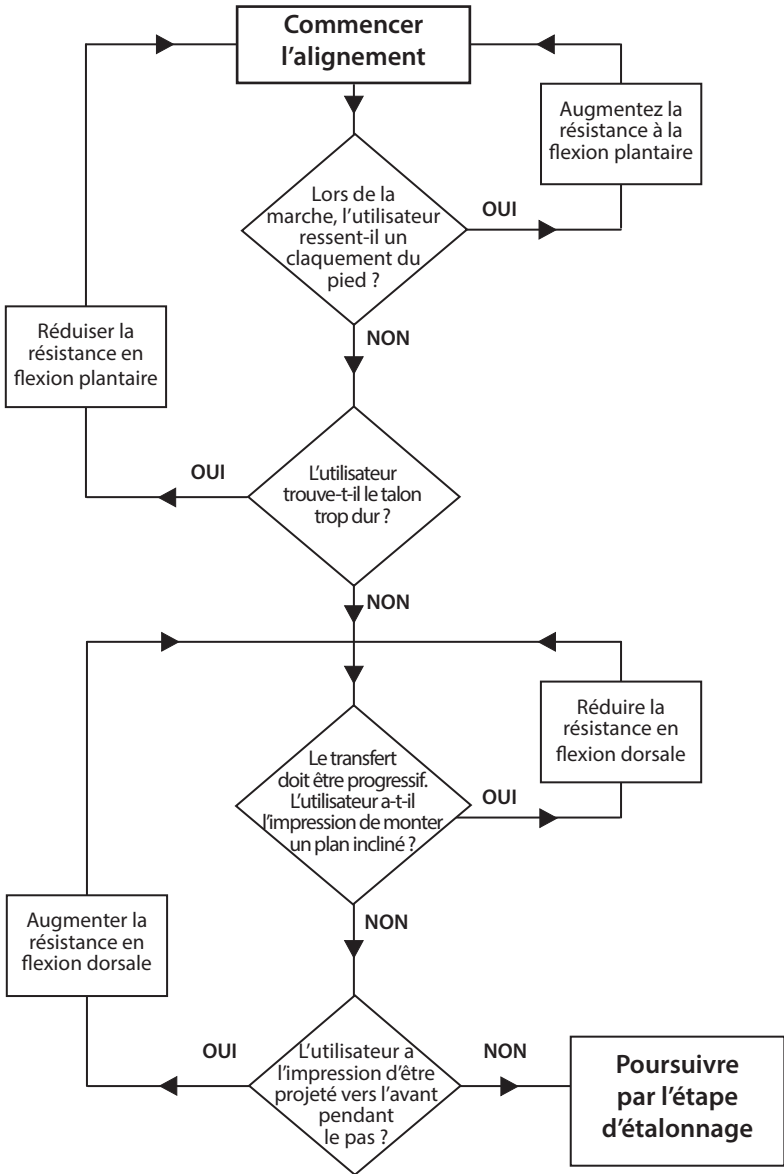 Commencer
l’alignement
Augmentez la
résistance à la
flexion plantaire
Lors de la
marche, l’utilisateur
ressent-il un
claquement du
pied ?
OUI
NON
Réduiser la
résistance en
flexion plantaire
OUI
L’utilisateur
trouve-t-il le talon
trop dur ?
NON
Réduire la
résistance en
flexion dorsale
Le transfert
doit être progressif.
L’utilisateur a-t-il
l’impression de monter
un plan incliné ?
OUI
NON
Augmenter la
résistance en
flexion dorsale
OUI
L’utilisateur a
l’impression d’être
projeté vers l’avant
pendant
le pas ?
NON
Poursuivre
par l’étape
d’étalonnage